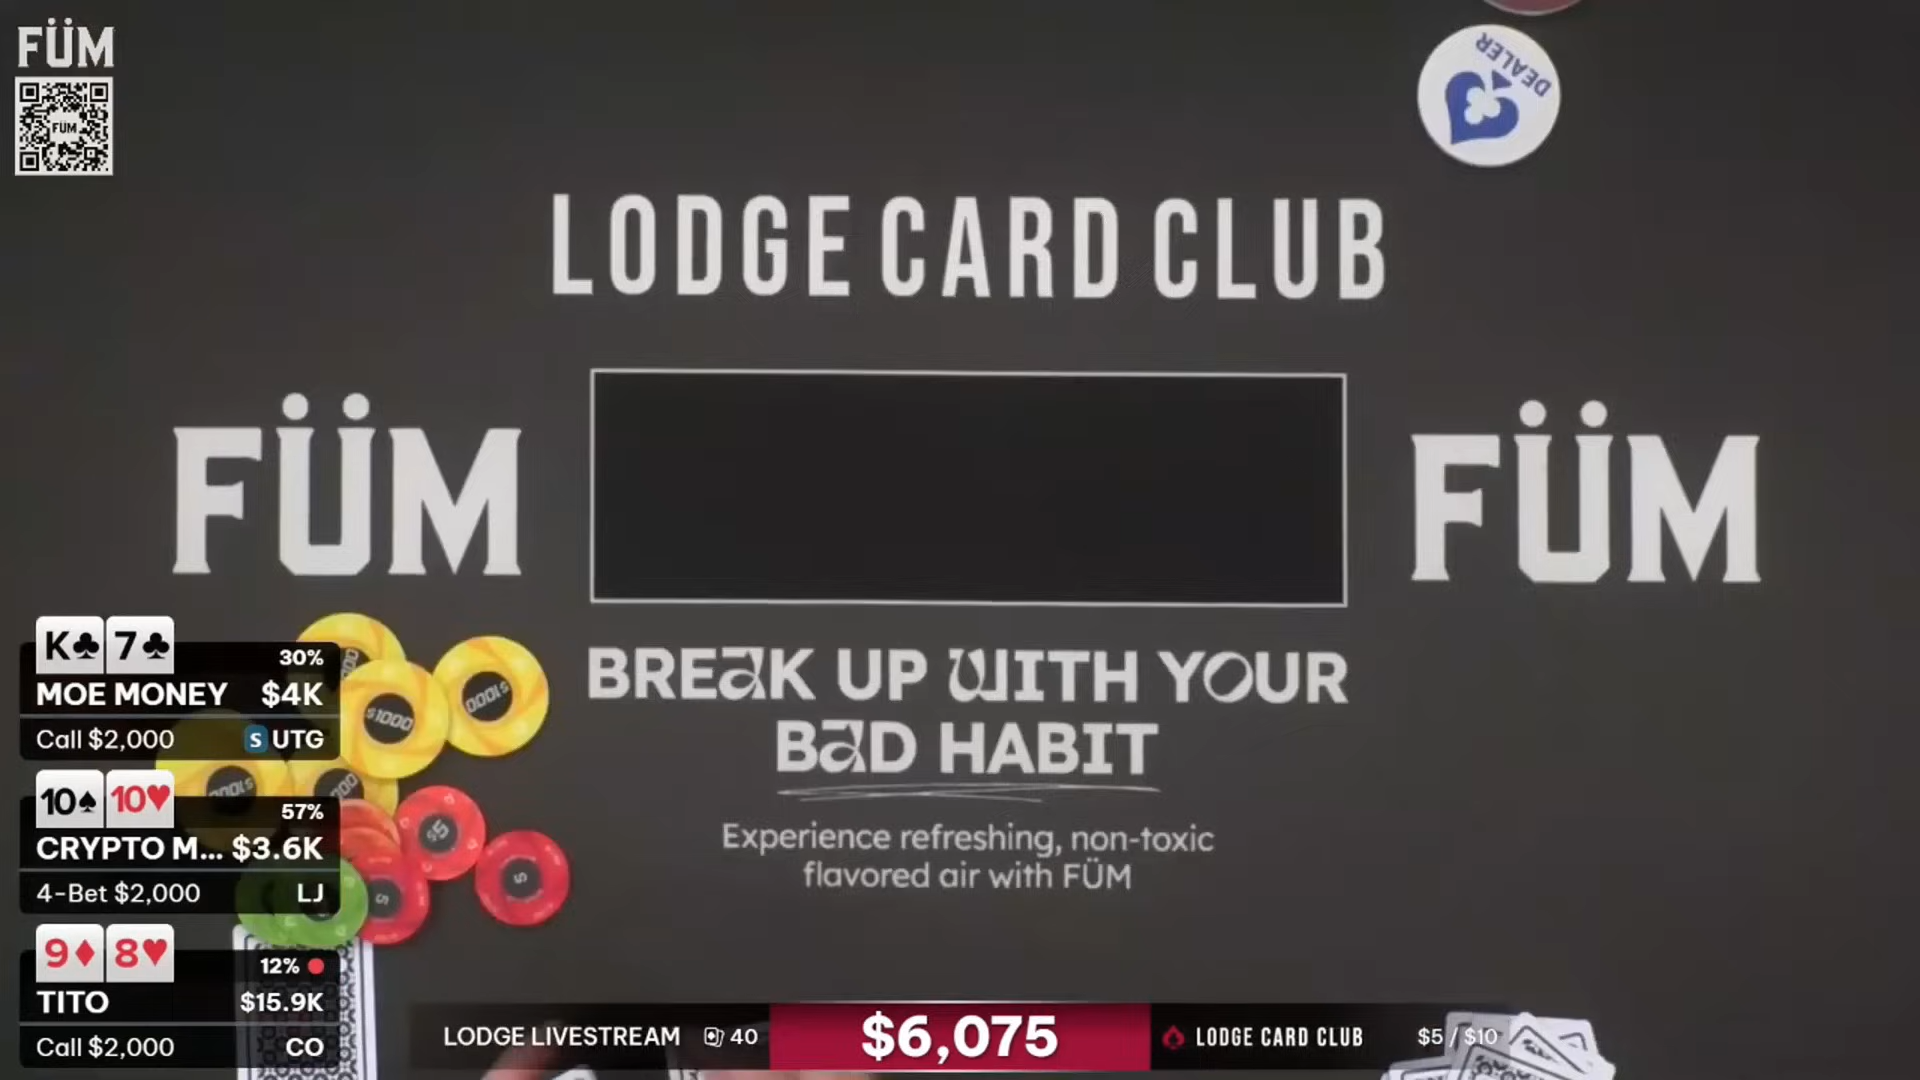 FÜM
FÜM
DEALER
LODGE CARD CLUB
FÜM
FÜM
BREAK UP WITH YOUR
BAD HABIT
Experience refreshing, non-toxic
flavored air with FÜM
$1000
$1000
$5
5
5
K♣ 7♣
30%
MOE MONEY $4K
Call $2,000 S UTG
10♠ 10♥
57%
CRYPTO M... $3.6K
4-Bet $2,000 LJ
9♦ 8♥
12%
TITO $15.9K
Call $2,000 CO
LODGE LIVESTREAM 40 $6,075 LODGE CARD CLUB $5 / $10